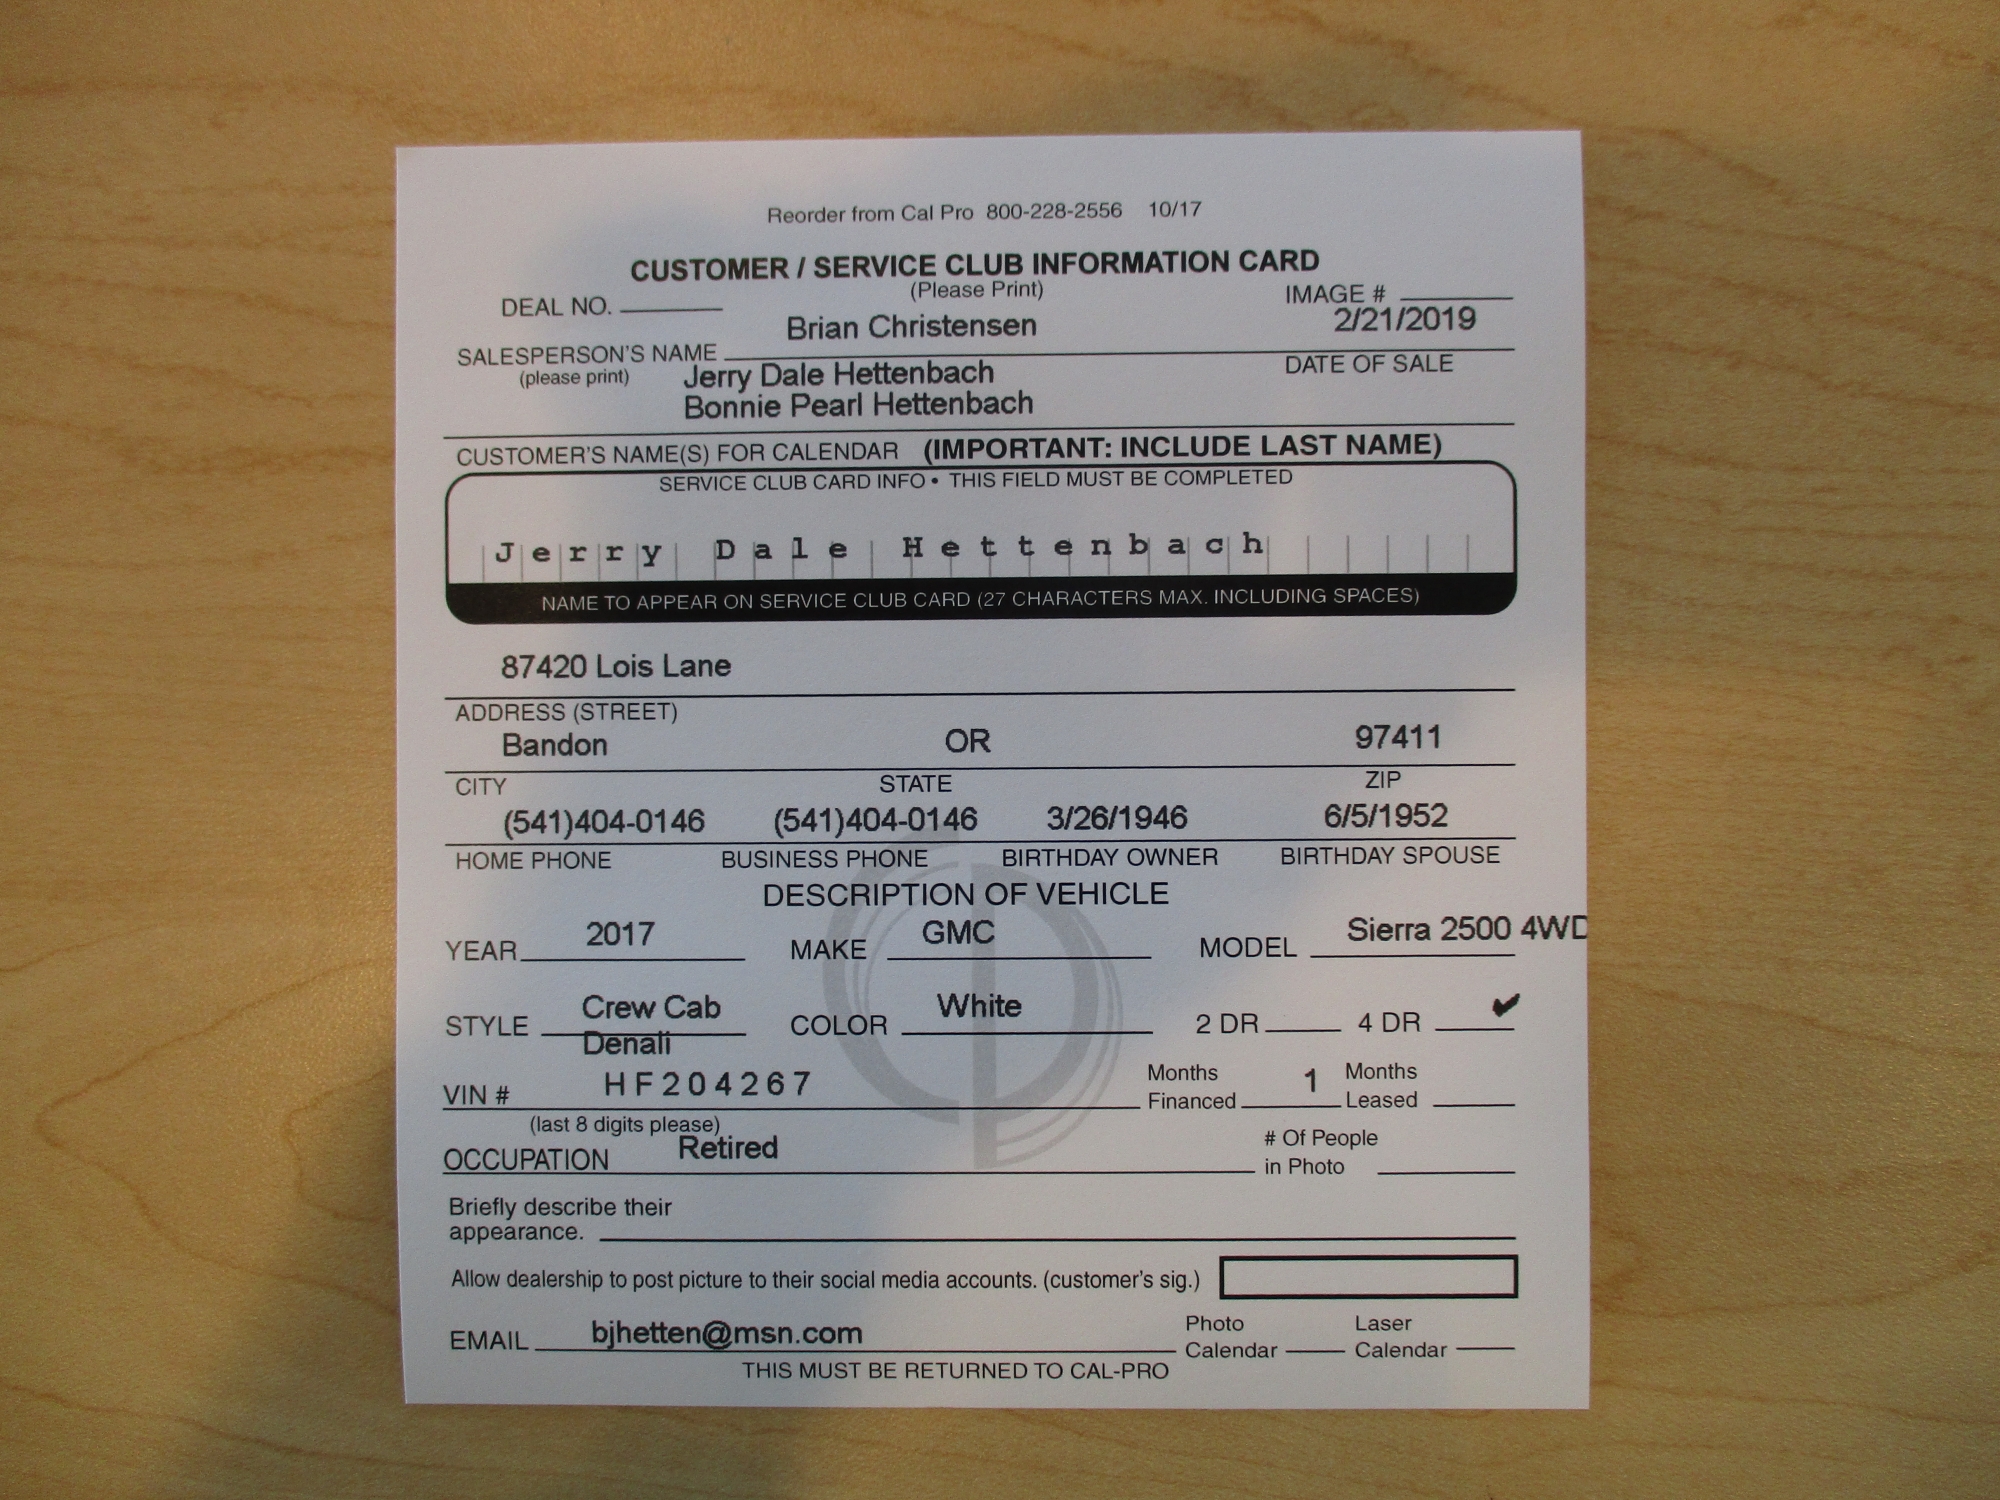 Reorder from Cal Pro 800-228-2556 10/17
CUSTOMER / SERVICE CLUB INFORMATION CARD
(Please Print)
DEAL NO. IMAGE #
Brian Christensen 2/21/2019
SALESPERSON'S NAME DATE OF SALE
(please print) Jerry Dale Hettenbach
Bonnie Pearl Hettenbach
CUSTOMER'S NAME(S) FOR CALENDAR (IMPORTANT: INCLUDE LAST NAME)
SERVICE CLUB CARD INFO • THIS FIELD MUST BE COMPLETED
Jerry Dale Hettenbach
NAME TO APPEAR ON SERVICE CLUB CARD (27 CHARACTERS MAX. INCLUDING SPACES)
87420 Lois Lane
ADDRESS (STREET)
Bandon OR 97411
CITY STATE ZIP
(541)404-0146 (541)404-0146 3/26/1946 6/5/1952
HOME PHONE BUSINESS PHONE BIRTHDAY OWNER BIRTHDAY SPOUSE
DESCRIPTION OF VEHICLE
YEAR 2017 MAKE GMC MODEL Sierra 2500 4WD
STYLE Crew Cab COLOR White 2 DR 4 DR ✔
Denali
VIN # HF204267 Months Financed 1 Months Leased
(last 8 digits please)
OCCUPATION Retired # Of People in Photo
Briefly describe their
appearance.
Allow dealership to post picture to their social media accounts. (customer's sig.)
EMAIL bjhetten@msn.com Photo Calendar Laser Calendar
THIS MUST BE RETURNED TO CAL-PRO